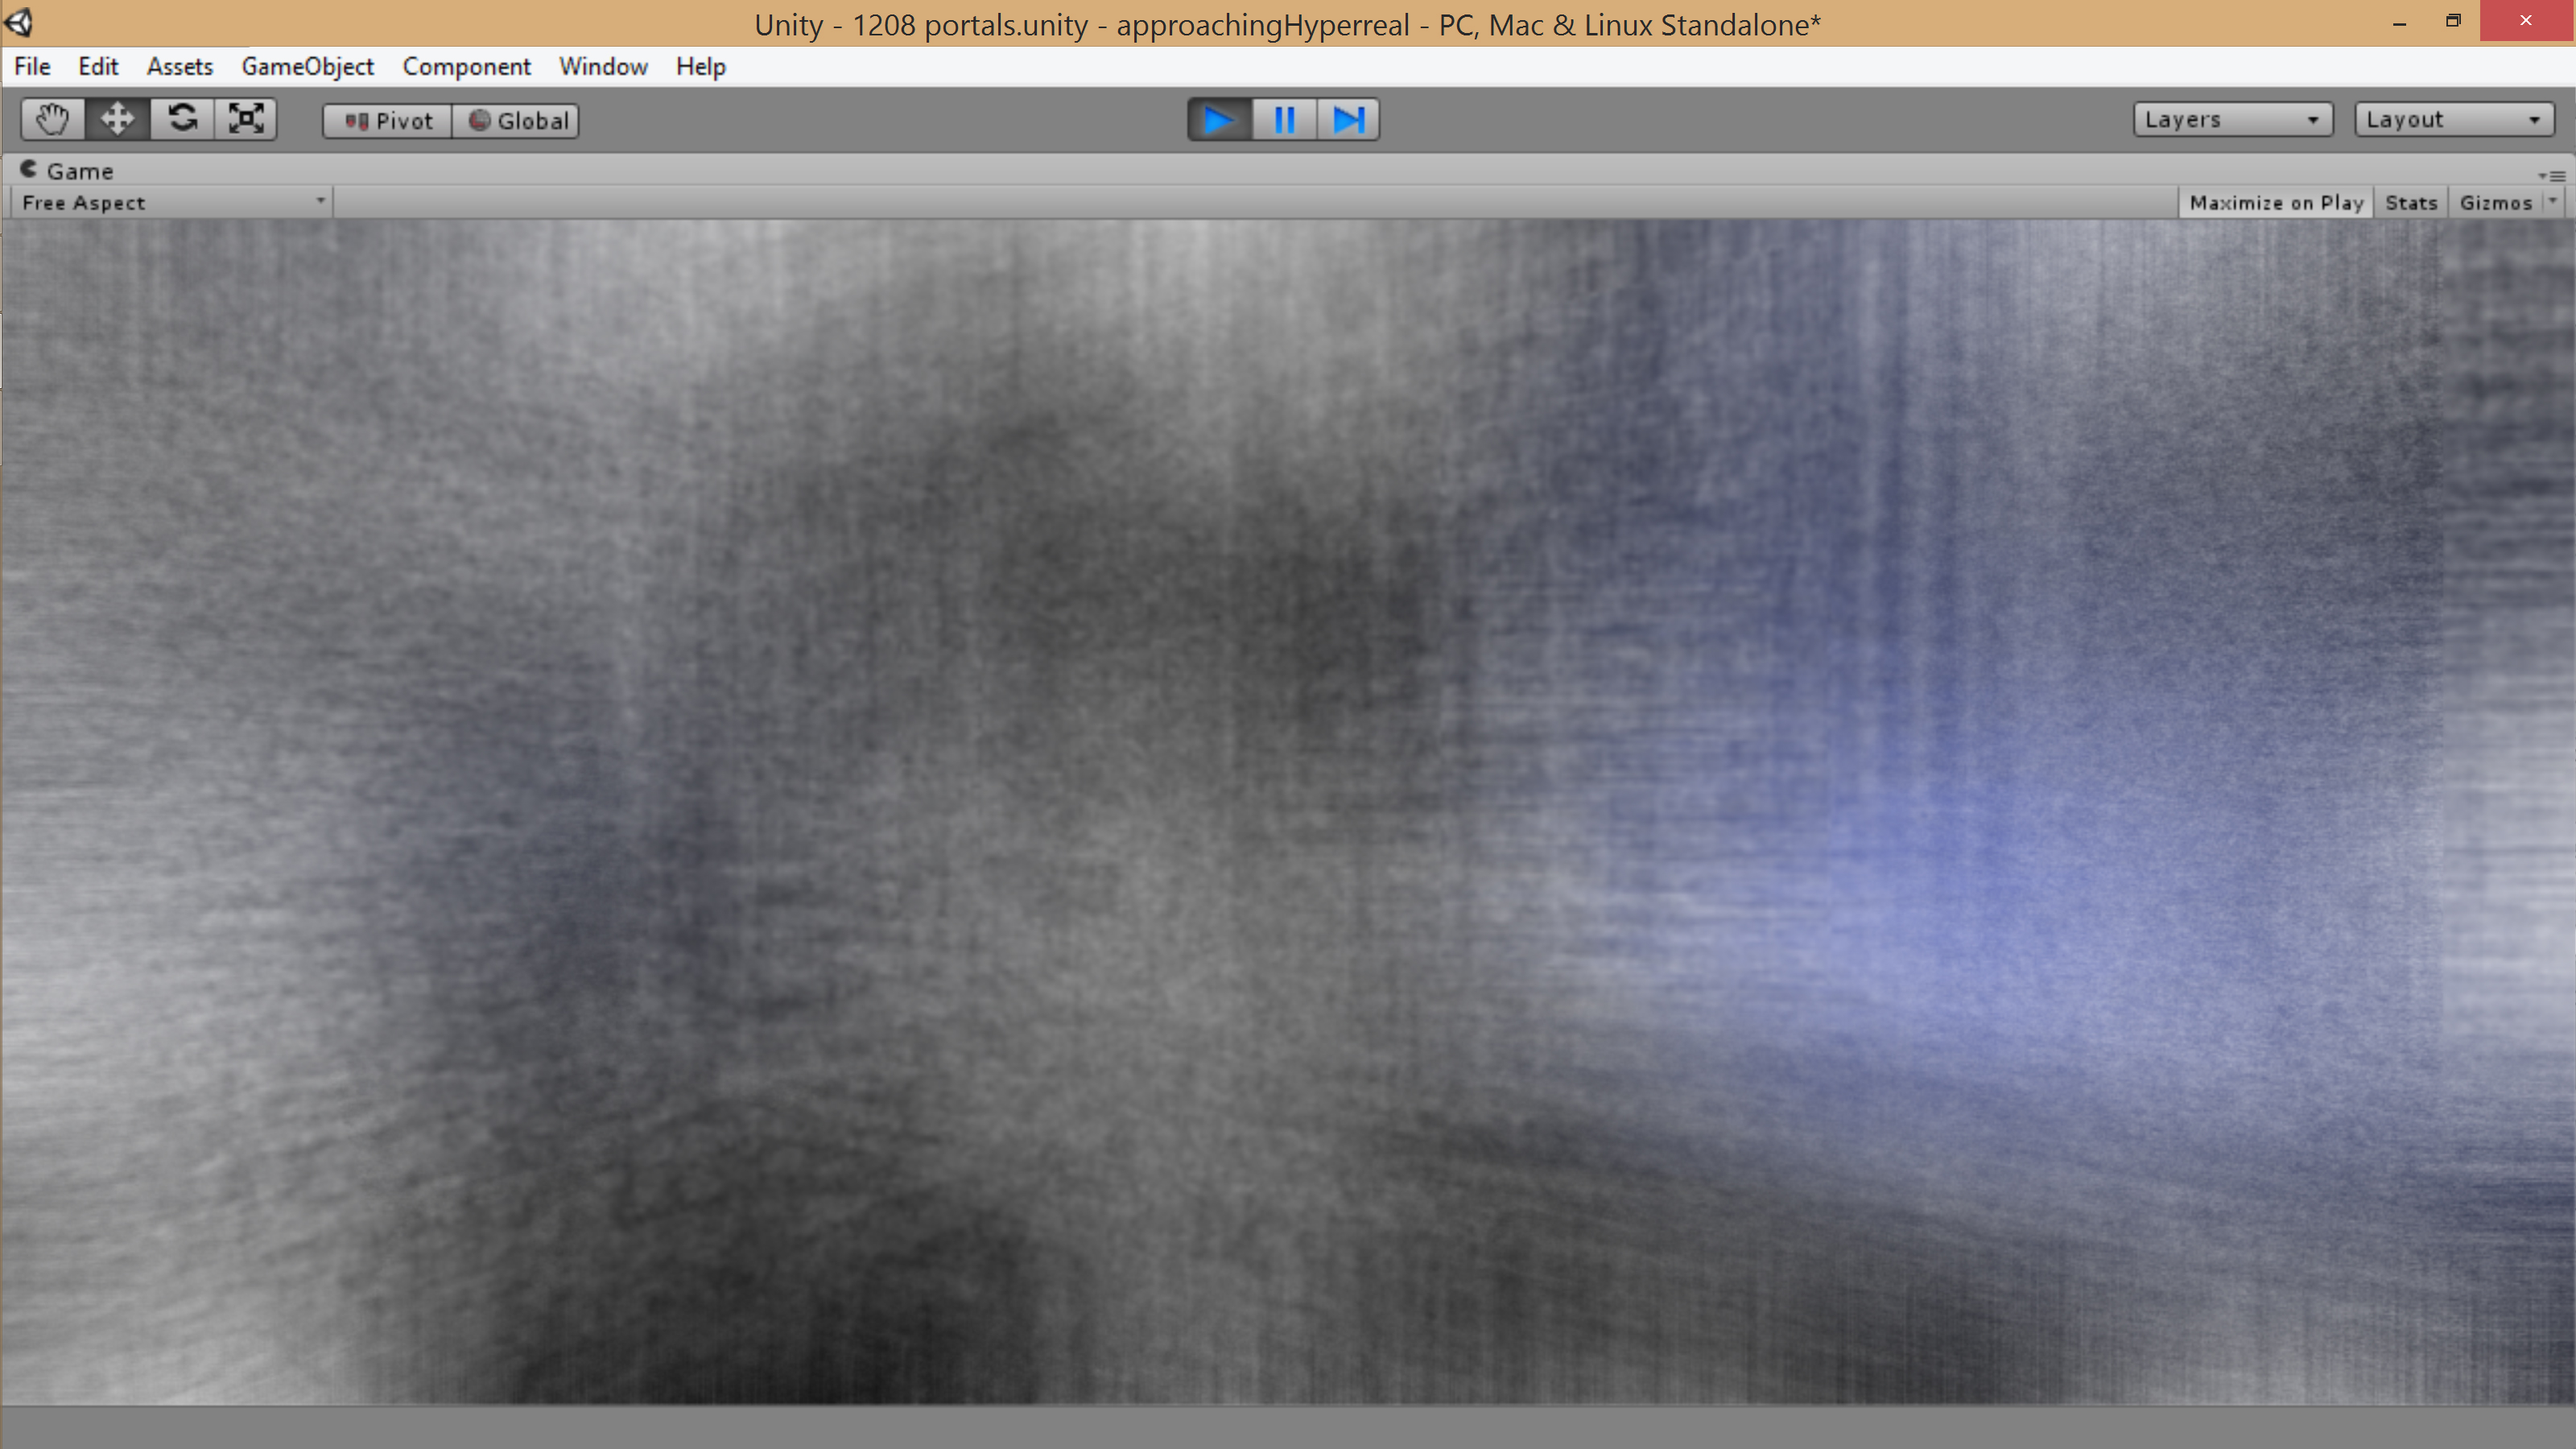 Unity - 1208 portals.unity - approachingHyperreal - PC, Mac & Linux Standalone*
File Edit Assets GameObject Component Window Help
Pivot Global Layers Layout
Game
Free Aspect Maximize on Play Stats Gizmos